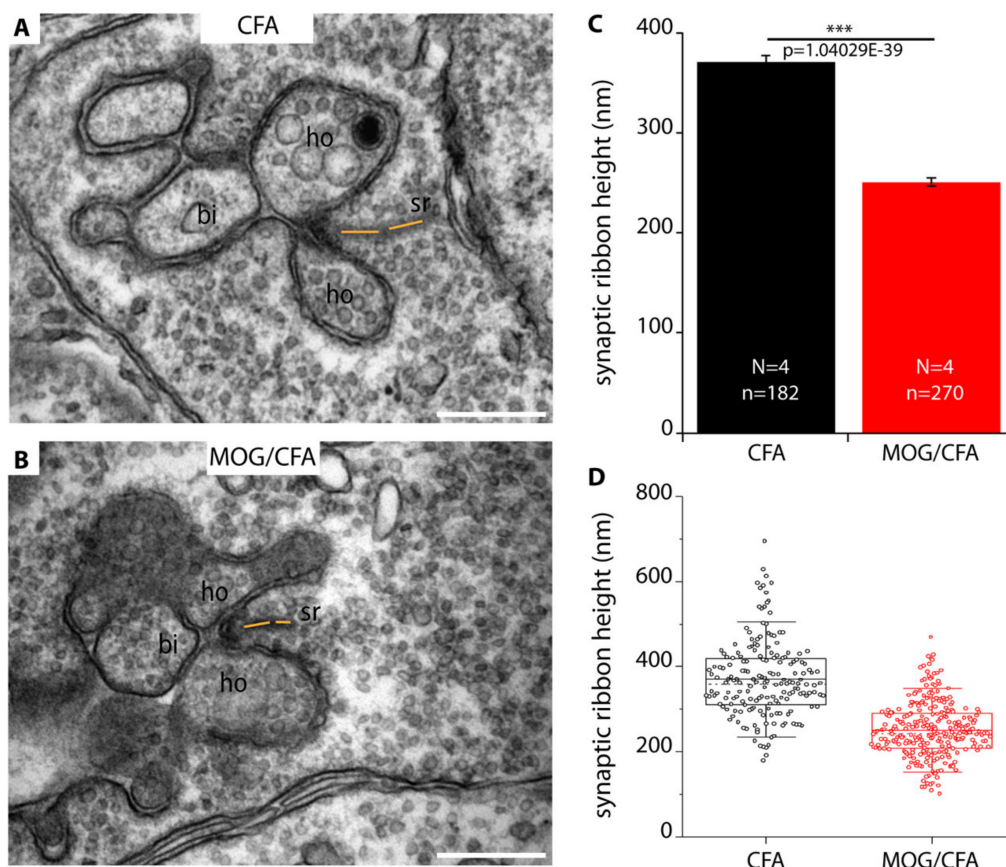 A
CFA
ho
sr
bi
ho
B
MOG/CFA
ho
sr
bi
ho
C
***
p=1.04029E-39
synaptic ribbon height (nm)
400
300
200
100
0
N=4
n=182
N=4
n=270
CFA
MOG/CFA
D
synaptic ribbon height (nm)
800
600
400
200
0
CFA
MOG/CFA